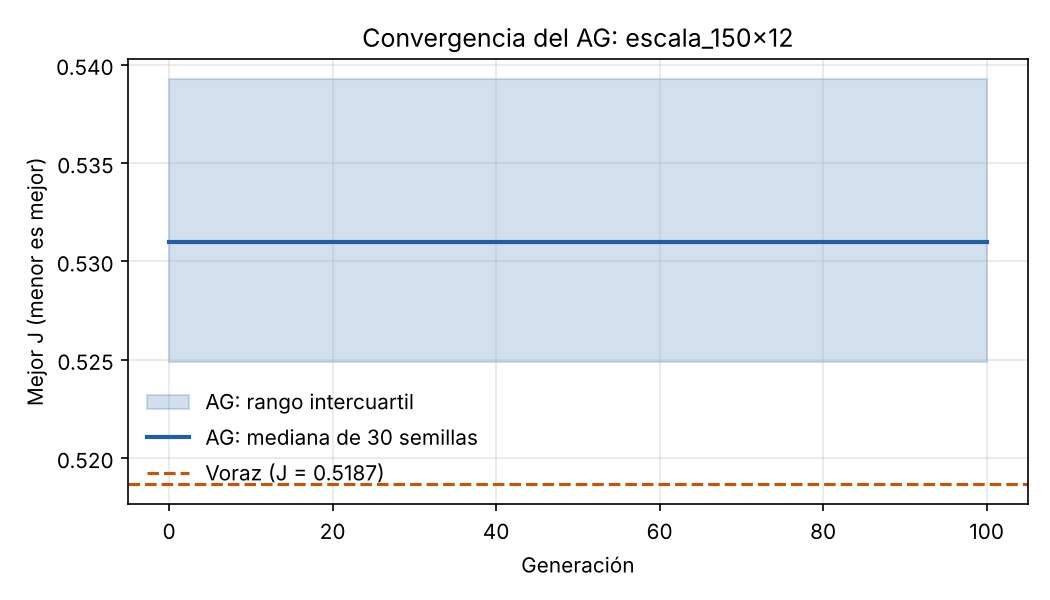 Convergencia del AG: escala_150×12
Mejor J (menor es mejor)
0.540
0.535
0.530
0.525
0.520
AG: rango intercuartil
AG: mediana de 30 semillas
Voraz (J = 0.5187)
0 20 40 60 80 100
Generación